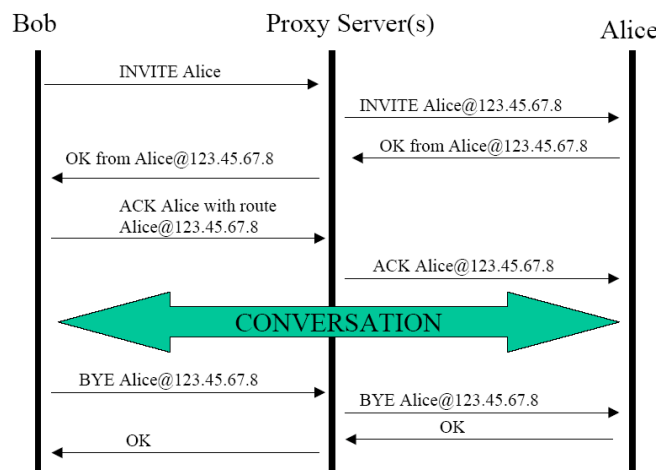 Bob
Proxy Server(s)
Alice
INVITE Alice
INVITE Alice@123.45.67.8
OK from Alice@123.45.67.8
OK from Alice@123.45.67.8
ACK Alice with route
Alice@123.45.67.8
ACK Alice@123.45.67.8
CONVERSATION
BYE Alice@123.45.67.8
BYE Alice@123.45.67.8
OK
OK